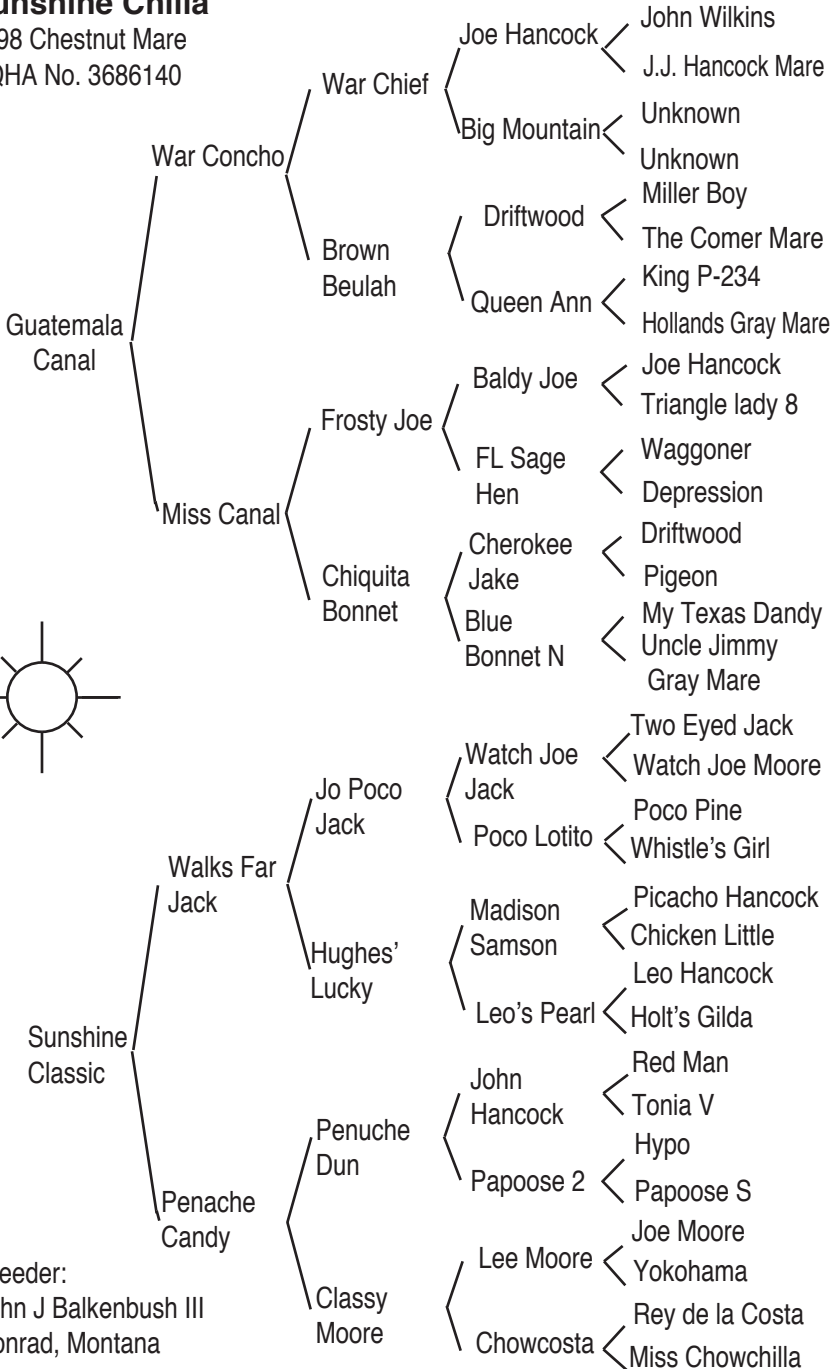 unshine Chilla
98 Chestnut Mare
QHA No. 3686140
Guatemala
Canal
Sunshine
Classic
eeder:
hn J Balkenbush III
onrad, Montana
War Concho
Miss Canal
Walks Far
Jack
Penache
Candy
War Chief
Brown
Beulah
Frosty Joe
Chiquita
Bonnet
Jo Poco
Jack
Hughes’
Lucky
Penuche
Dun
Classy
Moore
Joe Hancock
Big Mountain
Driftwood
Queen Ann
Baldy Joe
FL Sage
Hen
Cherokee
Jake
Blue
Bonnet N
Watch Joe
Jack
Poco Lotito
Madison
Samson
Leo’s Pearl
John
Hancock
Papoose 2
Lee Moore
Chowcosta
John Wilkins
J.J. Hancock Mare
Unknown
Unknown
Miller Boy
The Comer Mare
King P-234
Hollands Gray Mare
Joe Hancock
Triangle lady 8
Waggoner
Depression
Driftwood
Pigeon
My Texas Dandy
Uncle Jimmy
Gray Mare
Two Eyed Jack
Watch Joe Moore
Poco Pine
Whistle’s Girl
Picacho Hancock
Chicken Little
Leo Hancock
Holt’s Gilda
Red Man
Tonia V
Hypo
Papoose S
Joe Moore
Yokohama
Rey de la Costa
Miss Chowchilla